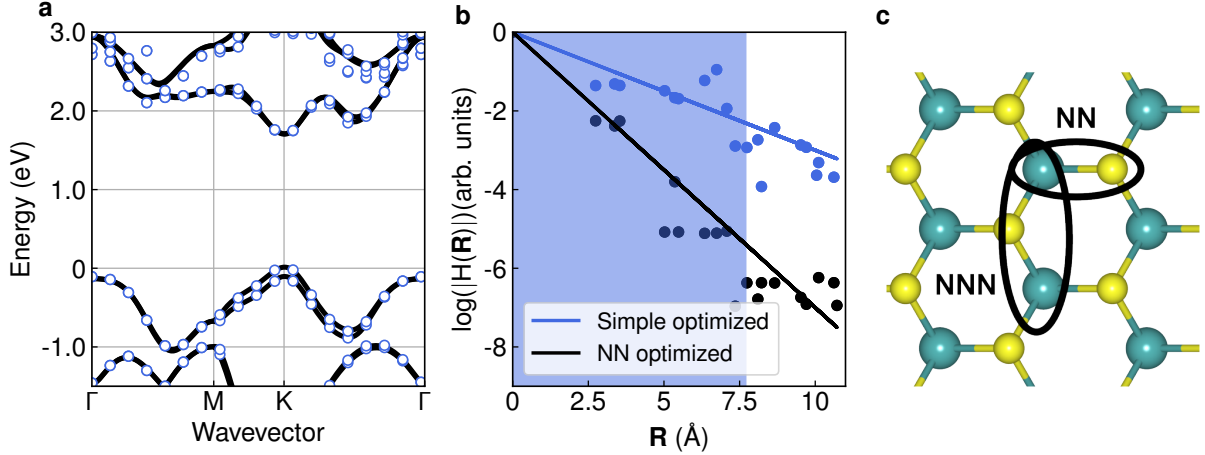 a
3.0
2.0
1.0
0
-1.0
Energy (eV)
Γ
M
K
Γ
Wavevector
b
0
-2
-4
-6
-8
log(|H(R)|)(arb. units)
Simple optimized
NN optimized
0
2.5
5
7.5
10
R (Å)
c
NN
NNN